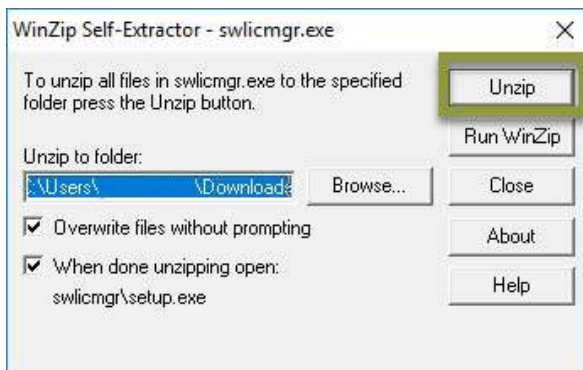 WinZip Self-Extractor - swlicmgr.exe
To unzip all files in swlicmgr.exe to the specified
folder press the Unzip button.
Unzip to folder:
C:\Users\ \Downloads
Browse...
Overwrite files without prompting
When done unzipping open:
swlicmgr\setup.exe
Unzip
Run WinZip
Close
About
Help